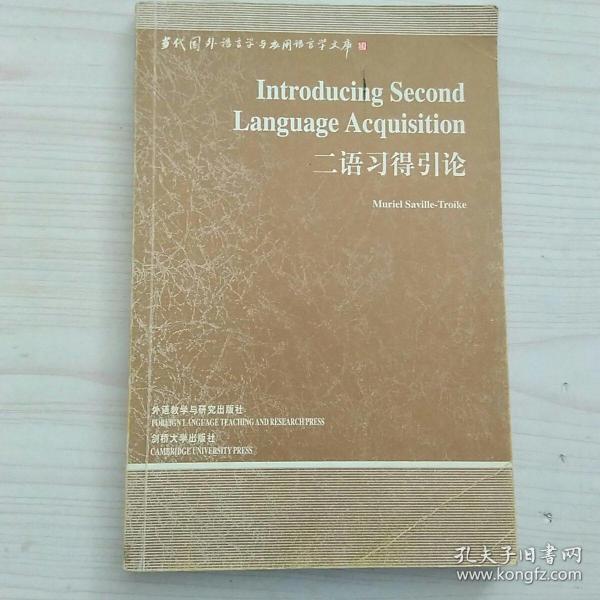 当代国外语言学与应用语言学文库
Introducing Second
Language Acquisition
二语习得引论
Muriel Saville-Troike
外语教学与研究出版社
FOREIGN LANGUAGE TEACHING AND RESEARCH PRESS
剑桥大学出版社
CAMBRIDGE UNIVERSITY PRESS
孔夫子旧书网
www.kongfz.com